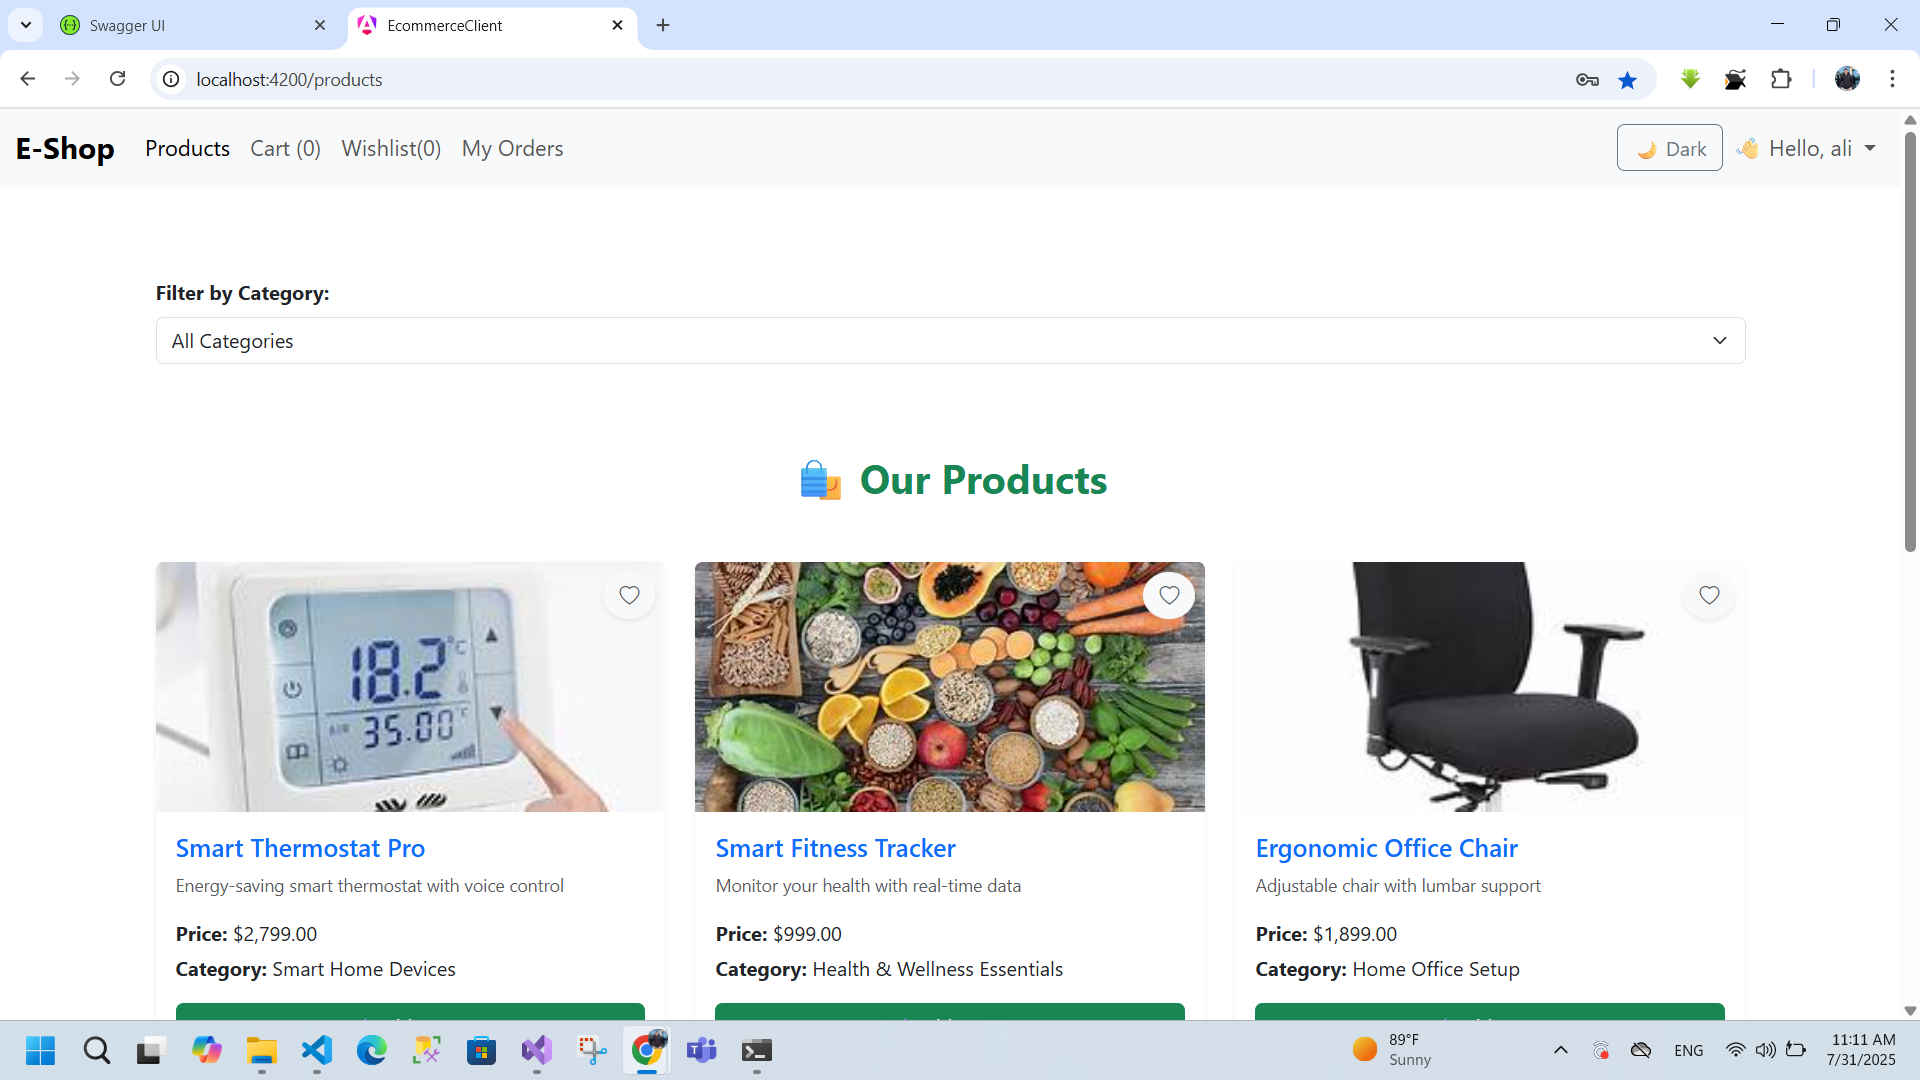 Swagger UI
EcommerceClient
localhost:4200/products
E-Shop Products Cart (0) Wishlist(0) My Orders
🌙 Dark 👋 Hello, ali
Filter by Category:
All Categories
🛍️ Our Products
18.2°C
35.00
Smart Thermostat Pro
Energy-saving smart thermostat with voice control
Price: $2,799.00
Category: Smart Home Devices
Smart Fitness Tracker
Monitor your health with real-time data
Price: $999.00
Category: Health & Wellness Essentials
Ergonomic Office Chair
Adjustable chair with lumbar support
Price: $1,899.00
Category: Home Office Setup
89°F
Sunny
ENG
11:11 AM
7/31/2025